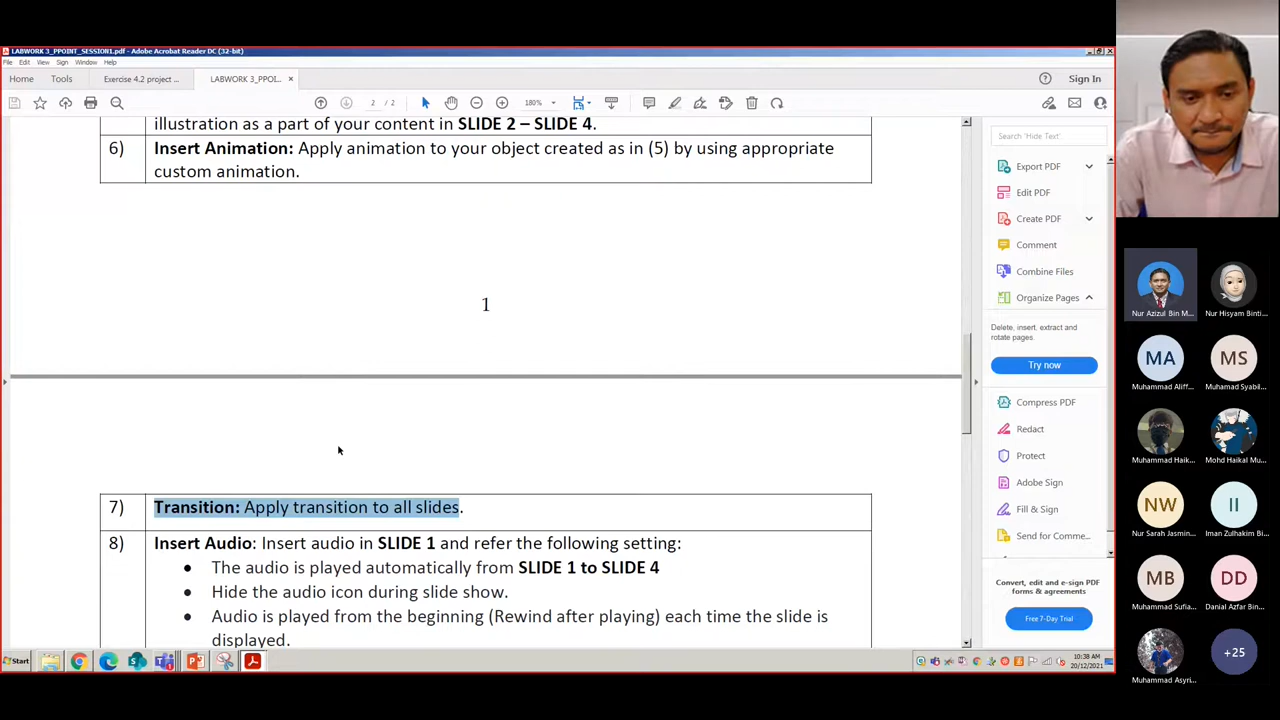 LABWORK 3_PPOINT_SESSION1.pdf - Adobe Acrobat Reader DC (32-bit)
File Edit View Sign Window Help
Home Tools Exercise 4.2 project ... LABWORK 3_PPOI... × Sign In
2 / 2 180%
illustration as a part of your content in SLIDE 2 – SLIDE 4.
6) Insert Animation: Apply animation to your object created as in (5) by using appropriate
custom animation.
1
7) Transition: Apply transition to all slides.
8) Insert Audio: Insert audio in SLIDE 1 and refer the following setting:
• The audio is played automatically from SLIDE 1 to SLIDE 4
• Hide the audio icon during slide show.
• Audio is played from the beginning (Rewind after playing) each time the slide is
displayed.
Search 'Hide Text'
Export PDF
Edit PDF
Create PDF
Comment
Combine Files
Organize Pages
Delete, insert, extract and
rotate pages
Try now
Compress PDF
Redact
Protect
Adobe Sign
Fill & Sign
Send for Comme...
Convert, edit and e-sign PDF
forms & agreements
Free 7-Day Trial
Start
10:38 AM
20/12/2021
Nur Azizul Bin M... Nur Hisyam Binti...
MA MS
Muhammad Aliff... Muhamad Syabil...
Muhammad Haik... Mohd Haikal Mu...
NW II
Nur Sarah Jasmin... Iman Zulhakim Bi...
MB DD
Muhammad Sufia... Danial Azfar Bin...
+25
Muhammad Asyri...